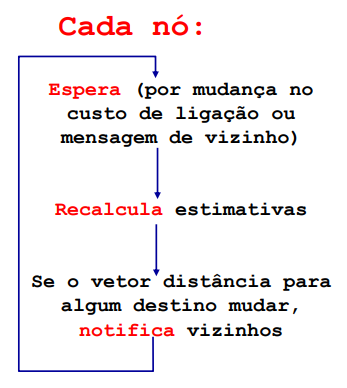 Cada nó:
Espera (por mudança no
custo de ligação ou
mensagem de vizinho)
Recalcula estimativas
Se o vetor distância para
algum destino mudar,
notifica vizinhos